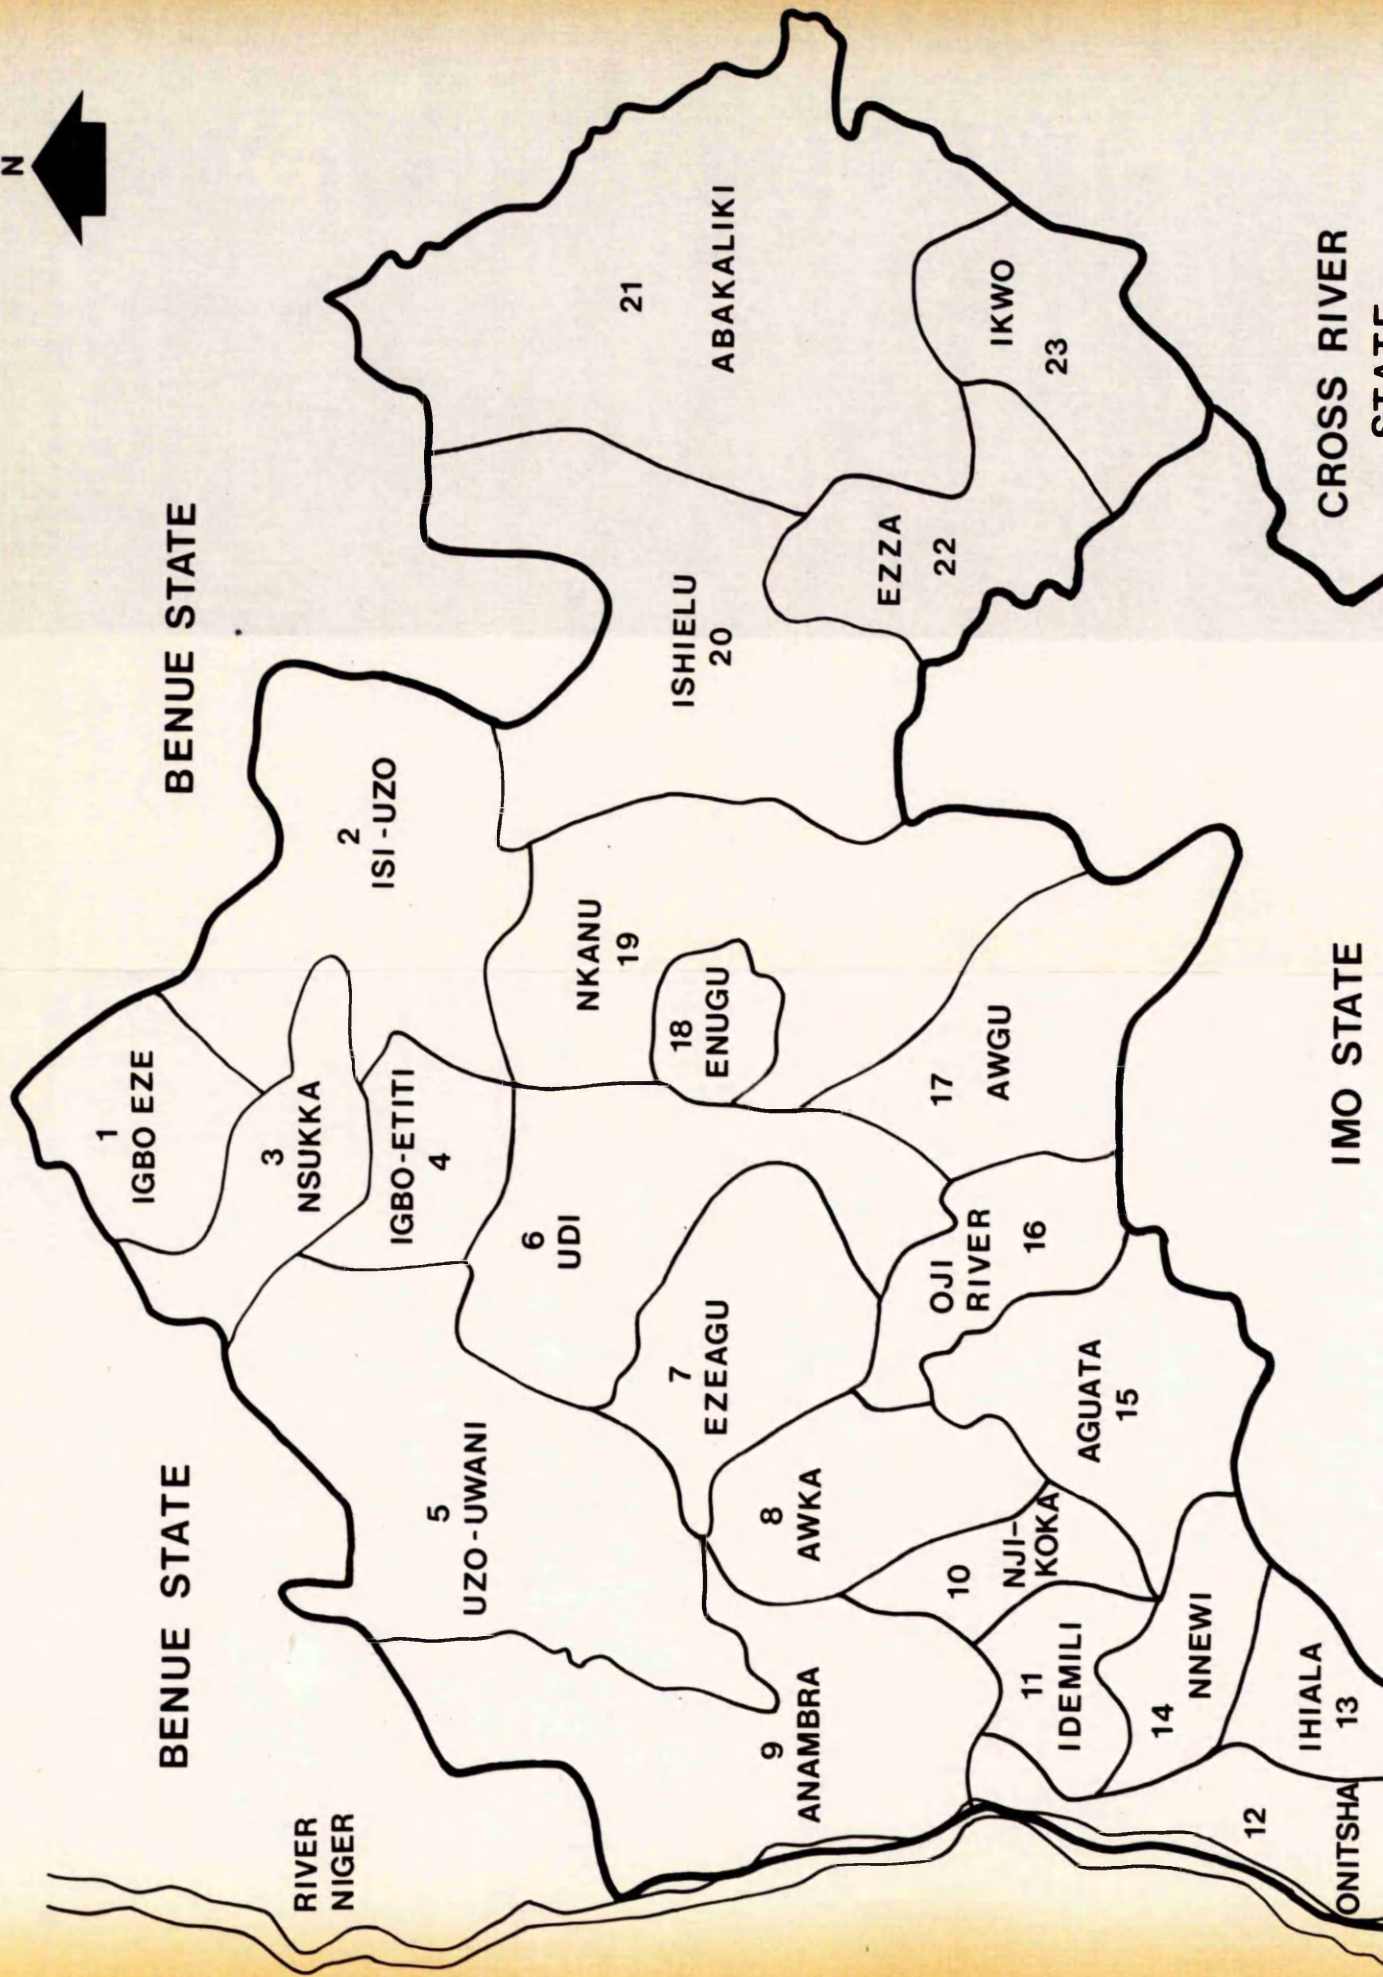 N
BENUE STATE
BENUE STATE
RIVER
NIGER
1
IGBO EZE
2
ISI-UZO
3
NSUKKA
IGBO-ETITI
4
5
UZO-UWANI
6
UDI
7
EZEAGU
8
AWKA
9
ANAMBRA
10
NJI-
KOKA
11
IDEMILI
12
ONITSHA
IHIALA
13
14
NNEWI
AGUATA
15
OJI
RIVER
16
17
AWGU
18
ENUGU
NKANU
19
ISHIELU
20
21
ABAKALIKI
EZZA
22
IKWO
23
IMO STATE
CROSS RIVER
STATE